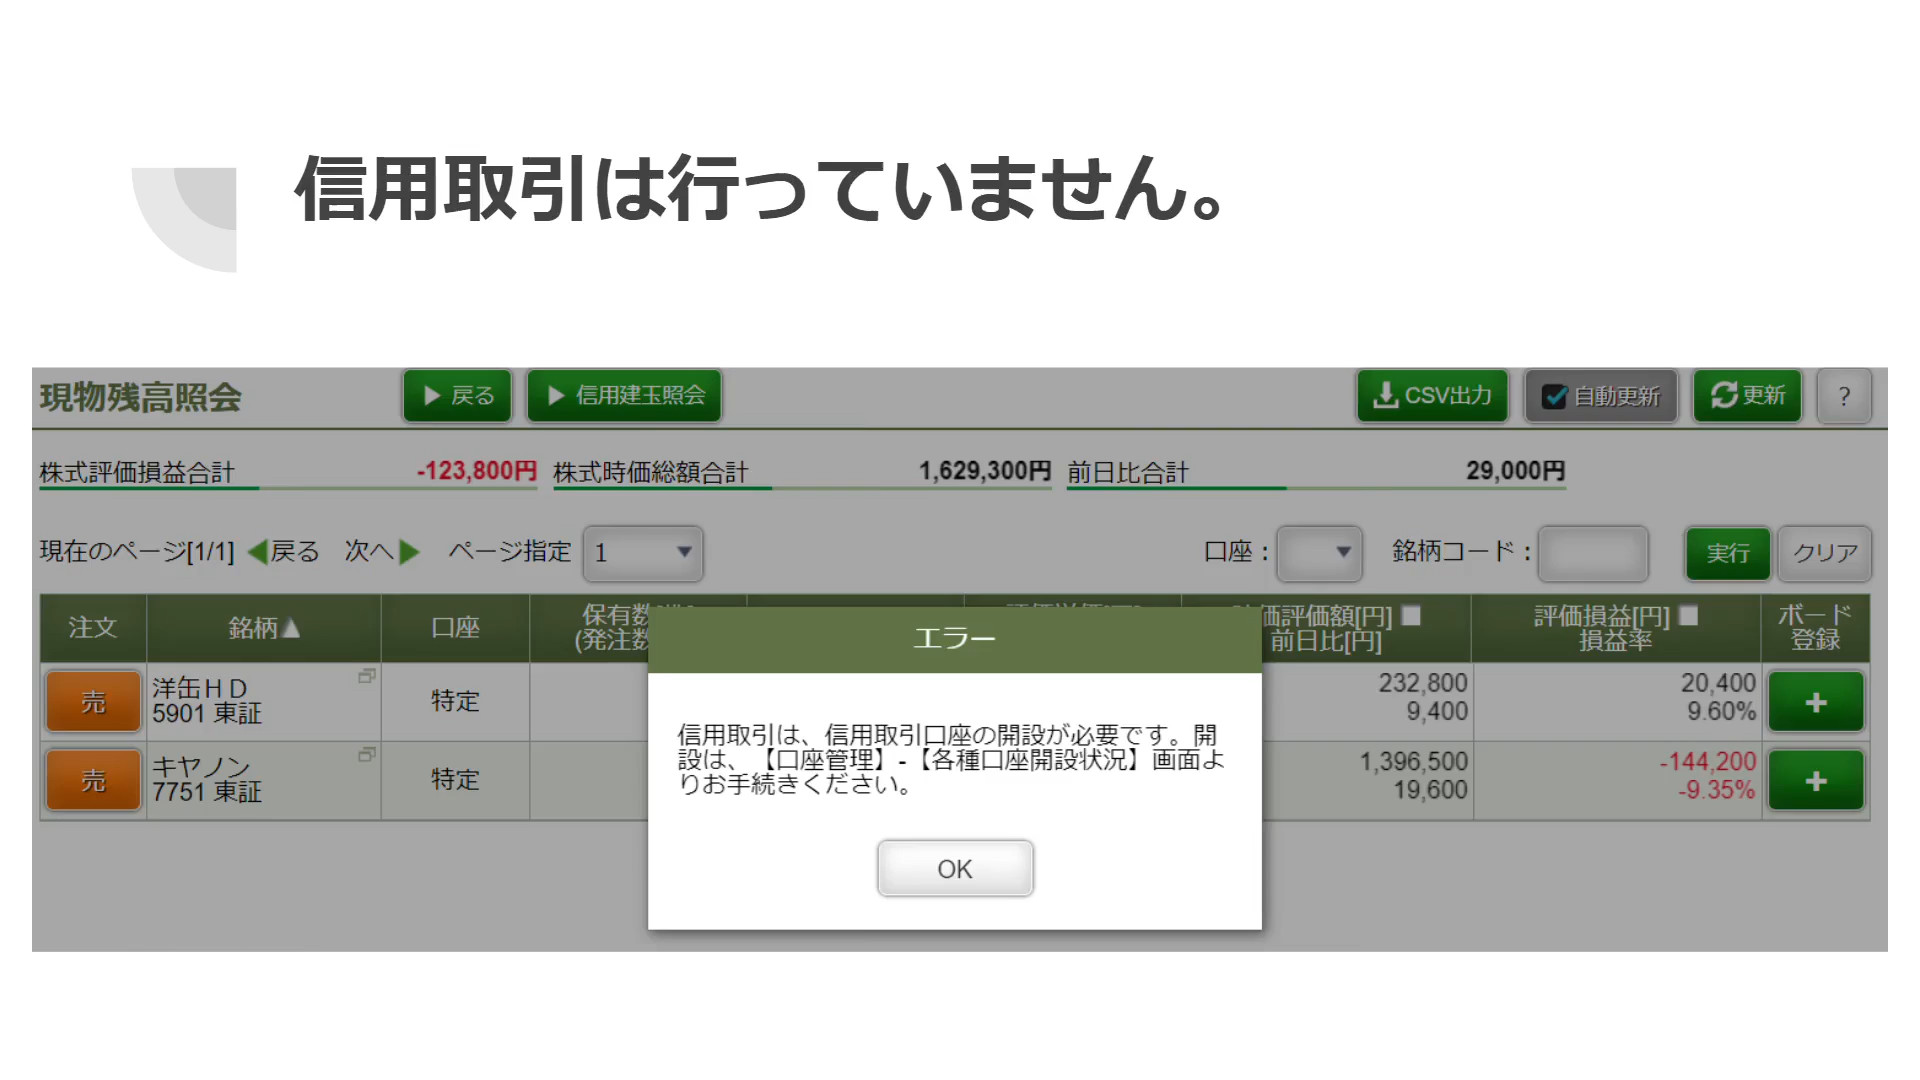 信用取引は行っていません。
現物残高照会
戻る
信用建玉照会
CSV出力
自動更新
更新
?
株式評価損益合計 -123,800円 株式時価総額合計 1,629,300円 前日比合計 29,000円
現在のページ[1/1] 戻る 次へ ページ指定 1 口座： 銘柄コード： 実行 クリア
注文 銘柄 口座 保有数
(発注数
価評価額[円]
前日比[円]
評価損益[円]
損益率
ボード
登録
売 洋缶ＨＤ
5901 東証
特定
232,800
9,400
20,400
9.60%
+
売 キヤノン
7751 東証
特定
1,396,500
19,600
-144,200
-9.35%
+
エラー
信用取引は、信用取引口座の開設が必要です。開
設は、【口座管理】-【各種口座開設状況】画面よ
りお手続きください。
OK